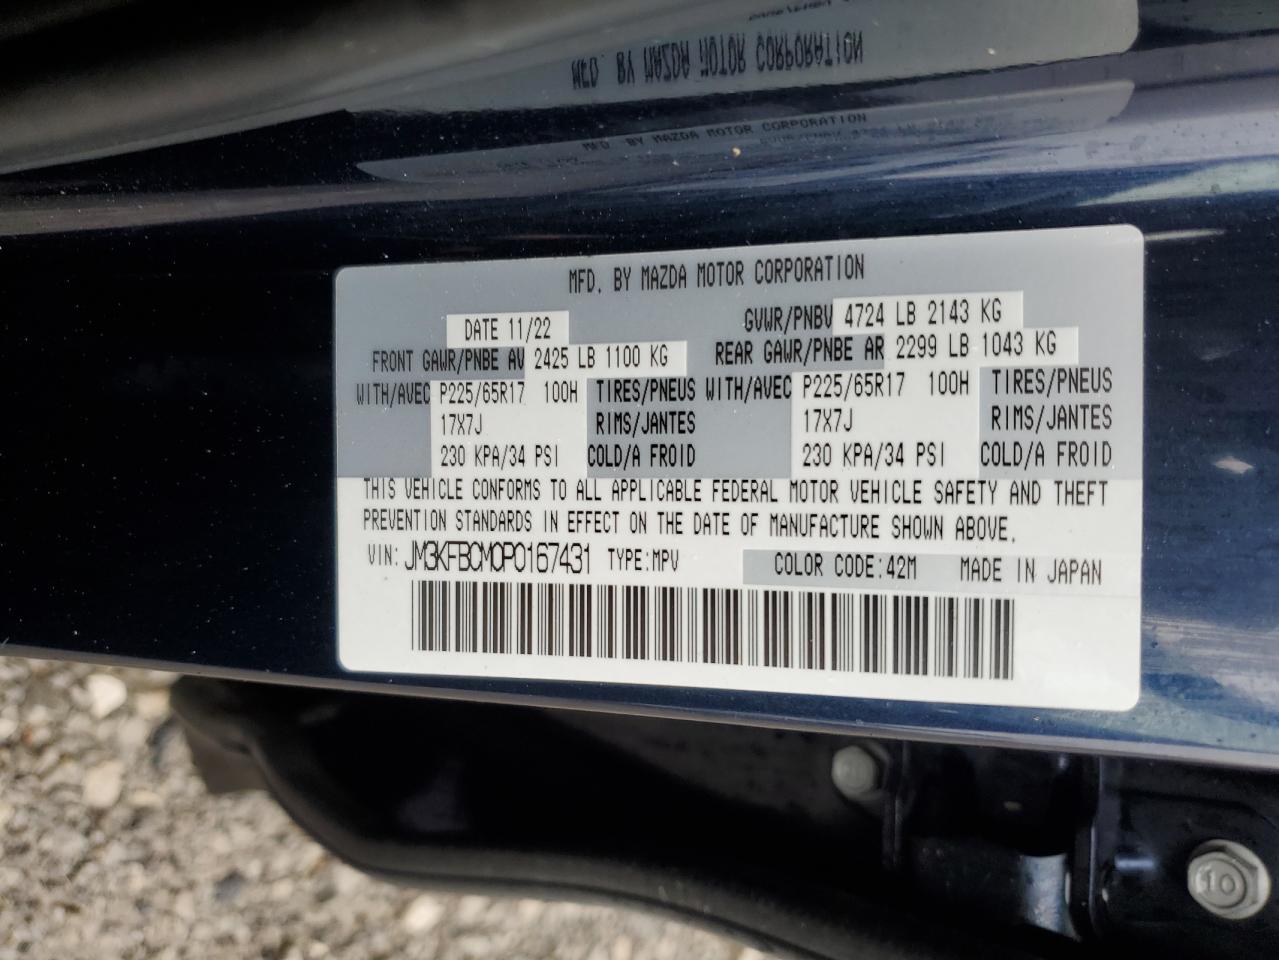 MFD. BY MAZDA MOTOR CORPORATION
MFD. BY MAZDA MOTOR CORPORATION
MFD. BY MAZDA MOTOR CORPORATION
DATE 11/22 GVWR/PNBV 4724 LB 2143 KG
FRONT GAWR/PNBE AV 2425 LB 1100 KG REAR GAWR/PNBE AR 2299 LB 1043 KG
WITH/AVEC P225/65R17 100H TIRES/PNEUS WITH/AVEC P225/65R17 100H TIRES/PNEUS
17X7J RIMS/JANTES 17X7J RIMS/JANTES
230 KPA/34 PSI COLD/A FROID 230 KPA/34 PSI COLD/A FROID
THIS VEHICLE CONFORMS TO ALL APPLICABLE FEDERAL MOTOR VEHICLE SAFETY AND THEFT
PREVENTION STANDARDS IN EFFECT ON THE DATE OF MANUFACTURE SHOWN ABOVE.
VIN: JM3KFBCM0P0167431 TYPE:MPV COLOR CODE:42M MADE IN JAPAN
10